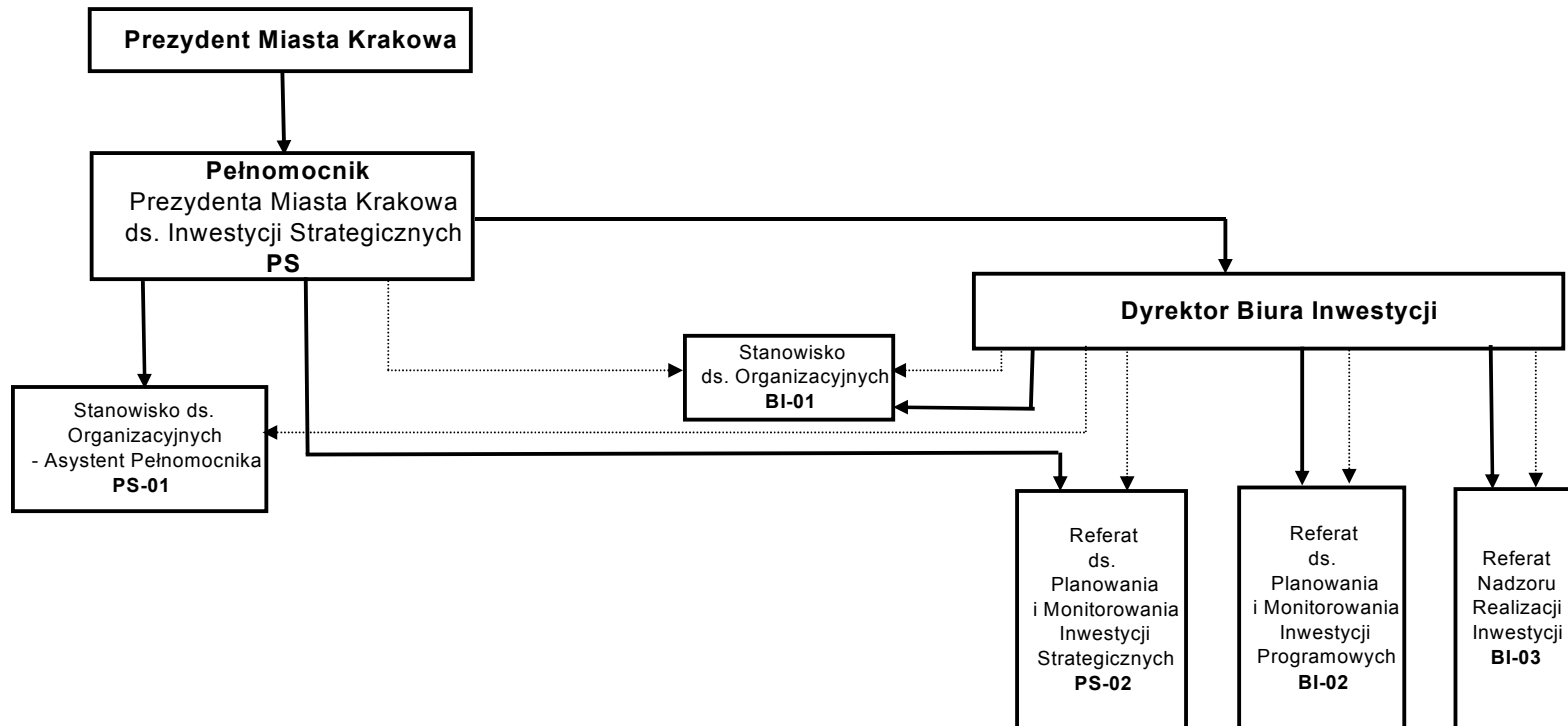 Prezydent Miasta Krakowa
Pełnomocnik
Prezydenta Miasta Krakowa
ds. Inwestycji Strategicznych
PS
Dyrektor Biura Inwestycji
Stanowisko
ds. Organizacyjnych
BI-01
Stanowisko ds.
Organizacyjnych
- Asystent Pełnomocnika
PS-01
Referat
ds.
Planowania
i Monitorowania
Inwestycji
Strategicznych
PS-02
Referat
ds.
Planowania
i Monitorowania
Inwestycji
Programowych
BI-02
Referat
Nadzoru
Realizacji
Inwestycji
BI-03